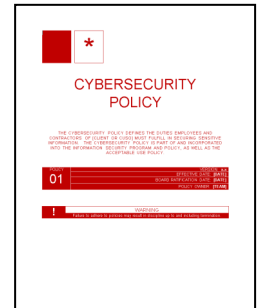 *
CYBERSECURITY
POLICY
THE CYBERSECURITY POLICY DEFINES THE DUTIES EMPLOYEES AND
CONTRACTORS OF [CLIENT OR CUSG] MUST FULFILL IN SECURING SENSITIVE
INFORMATION. THE CYBERSECURITY POLICY IS PART OF AND INCORPORATED
INTO THE INFORMATION SECURITY PROGRAM AND POLICY, AS WELL AS THE
ACCEPTABLE USE POLICY.
POLICY
01
VERSION:
EFFECTIVE DATE: [DATE]
BOARD RATIFICATION DATE: [DATE]
POLICY OWNER: [TEAM]
!
WARNING
Failure to adhere to policies may result in discipline up to and including termination.